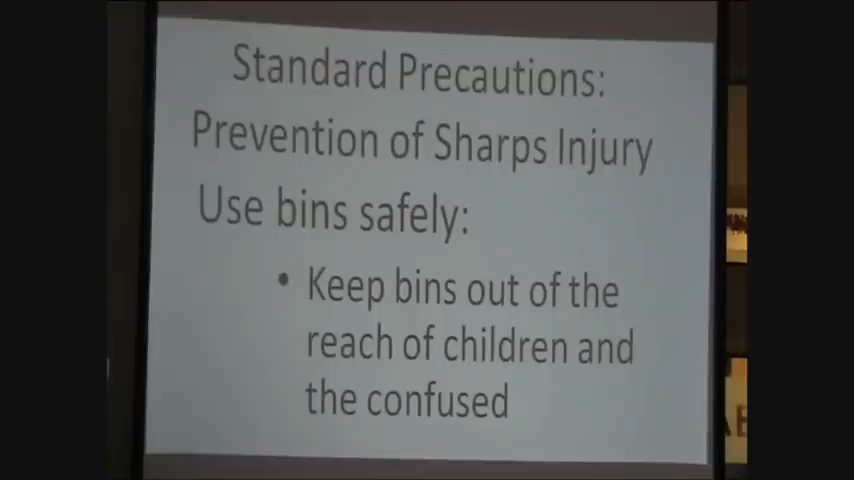 Standard Precautions:
Prevention of Sharps Injury
Use bins safely:
• Keep bins out of the
reach of children and
the confused